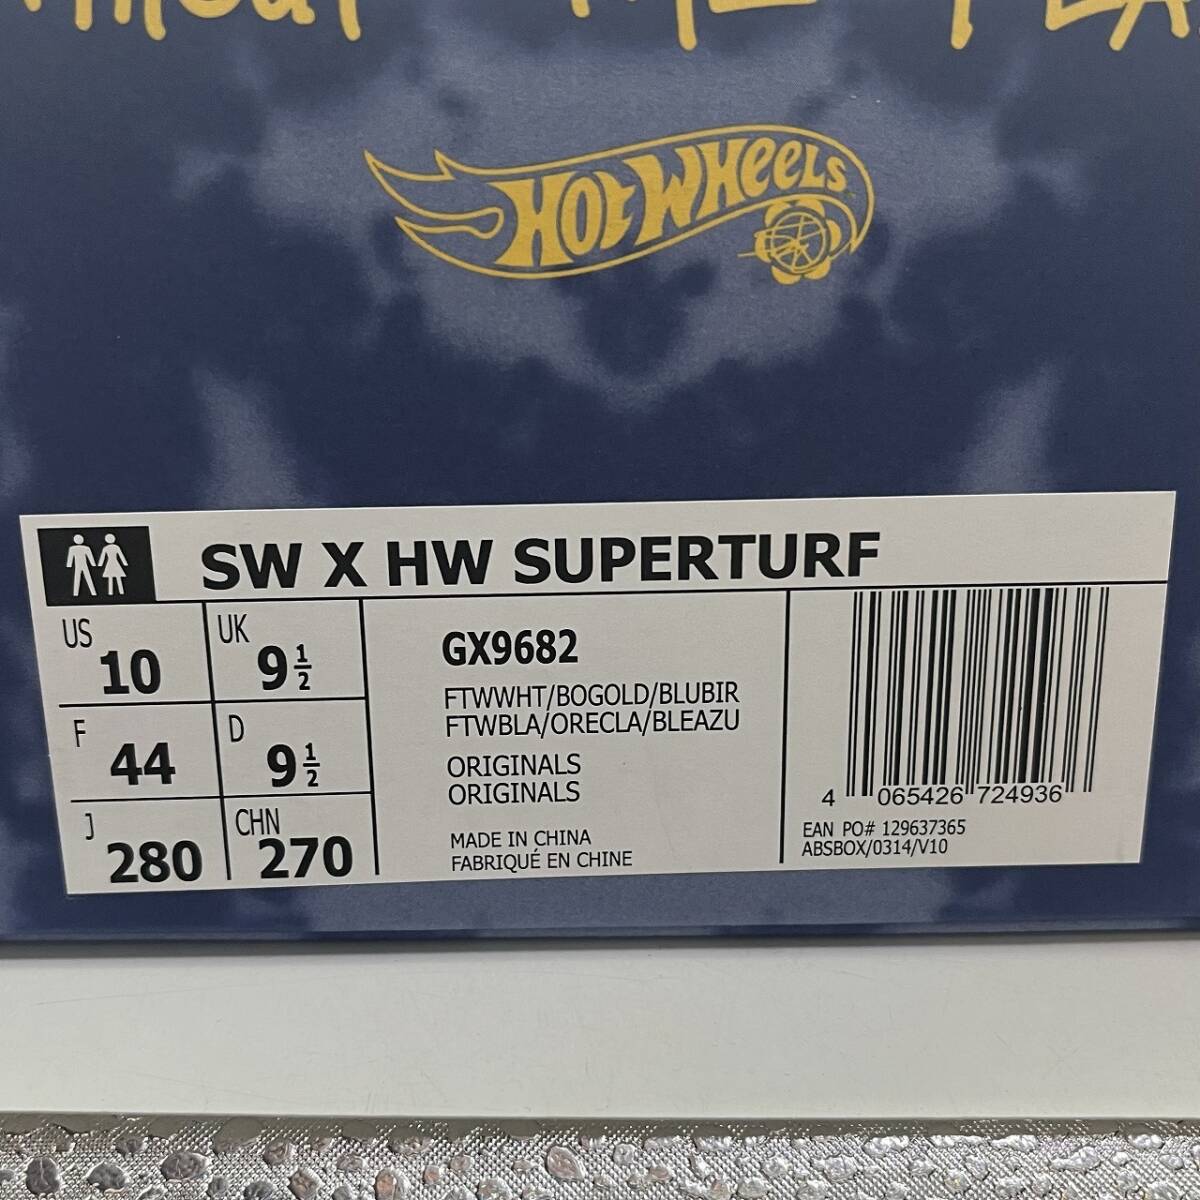 HOT WHEELS
SW X HW SUPERTURF
US 10 UK 9 1/2
F 44 D 9 1/2
J 280 CHN 270
GX9682
FTWWHT/BOGOLD/BLUBIR
FTWBLA/ORECLA/BLEAZU
ORIGINALS
ORIGINALS
MADE IN CHINA
FABRIQUÉ EN CHINE
4 065426 724936
EAN PO# 129637365
ABSBOX/0314/V10